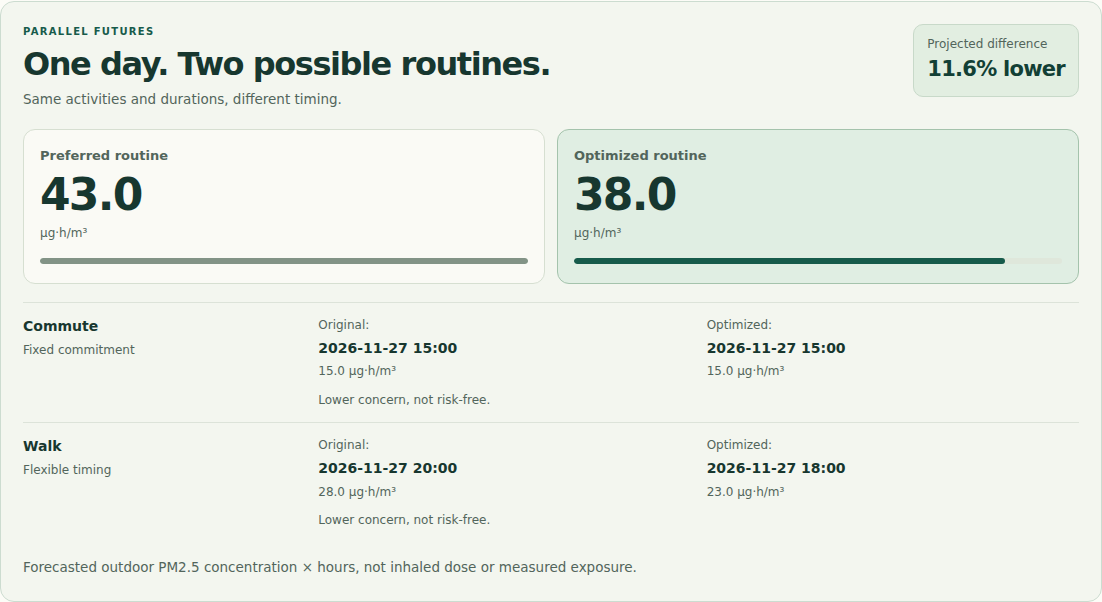 PARALLEL FUTURES
One day. Two possible routines.
Same activities and durations, different timing.
Projected difference
11.6% lower
Preferred routine
43.0
µg·h/m³
Optimized routine
38.0
µg·h/m³
Commute
Fixed commitment
Original:
2026-11-27 15:00
15.0 µg·h/m³
Lower concern, not risk-free.
Optimized:
2026-11-27 15:00
15.0 µg·h/m³
Walk
Flexible timing
Original:
2026-11-27 20:00
28.0 µg·h/m³
Lower concern, not risk-free.
Optimized:
2026-11-27 18:00
23.0 µg·h/m³
Forecasted outdoor PM2.5 concentration × hours, not inhaled dose or measured exposure.